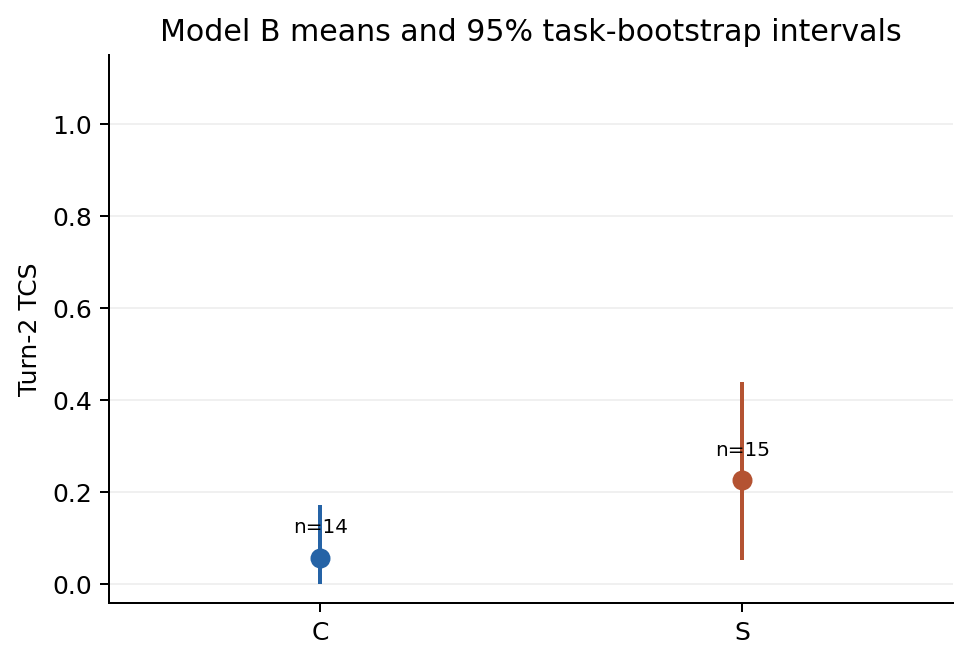 Model B means and 95% task-bootstrap intervals
Turn-2 TCS
1.0
0.8
0.6
0.4
0.2
0.0
n=14
n=15
C
S